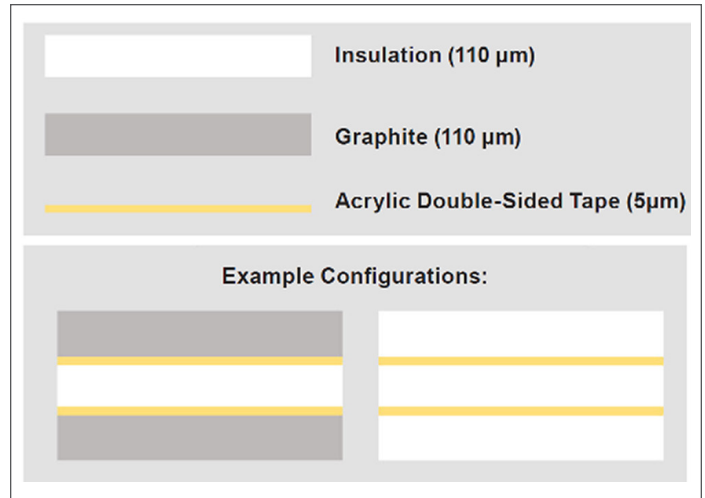 Insulation (110 µm)
Graphite (110 µm)
Acrylic Double-Sided Tape (5µm)
Example Configurations: